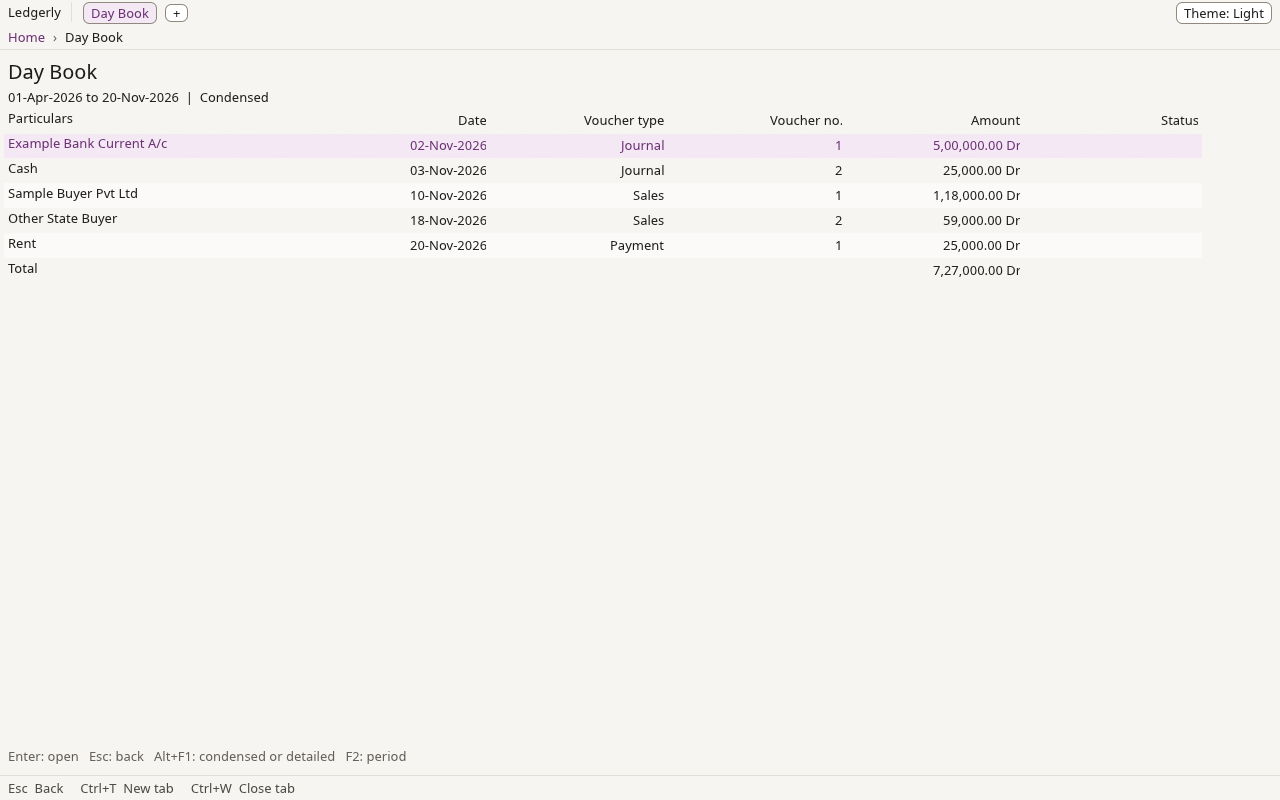 Ledgerly Day Book + Theme: Light
Home › Day Book
Day Book
01-Apr-2026 to 20-Nov-2026 | Condensed
Particulars Date Voucher type Voucher no. Amount Status
Example Bank Current A/c 02-Nov-2026 Journal 1 5,00,000.00 Dr
Cash 03-Nov-2026 Journal 2 25,000.00 Dr
Sample Buyer Pvt Ltd 10-Nov-2026 Sales 1 1,18,000.00 Dr
Other State Buyer 18-Nov-2026 Sales 2 59,000.00 Dr
Rent 20-Nov-2026 Payment 1 25,000.00 Dr
Total 7,27,000.00 Dr
Enter: open Esc: back Alt+F1: condensed or detailed F2: period
Esc Back Ctrl+T New tab Ctrl+W Close tab